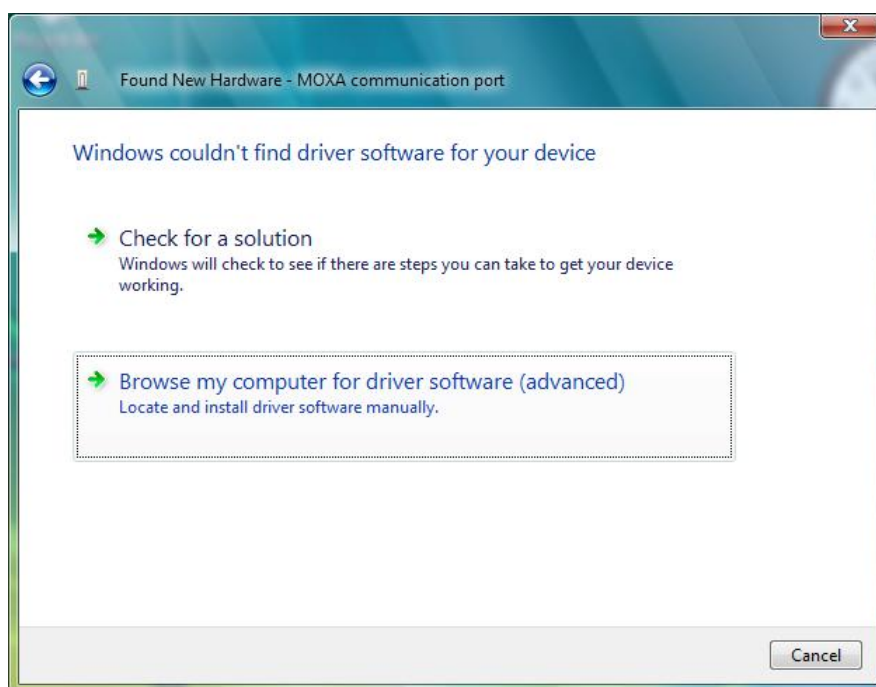 Found New Hardware - MOXA communication port
Windows couldn't find driver software for your device
Check for a solution
Windows will check to see if there are steps you can take to get your device
working.
Browse my computer for driver software (advanced)
Locate and install driver software manually.
Cancel